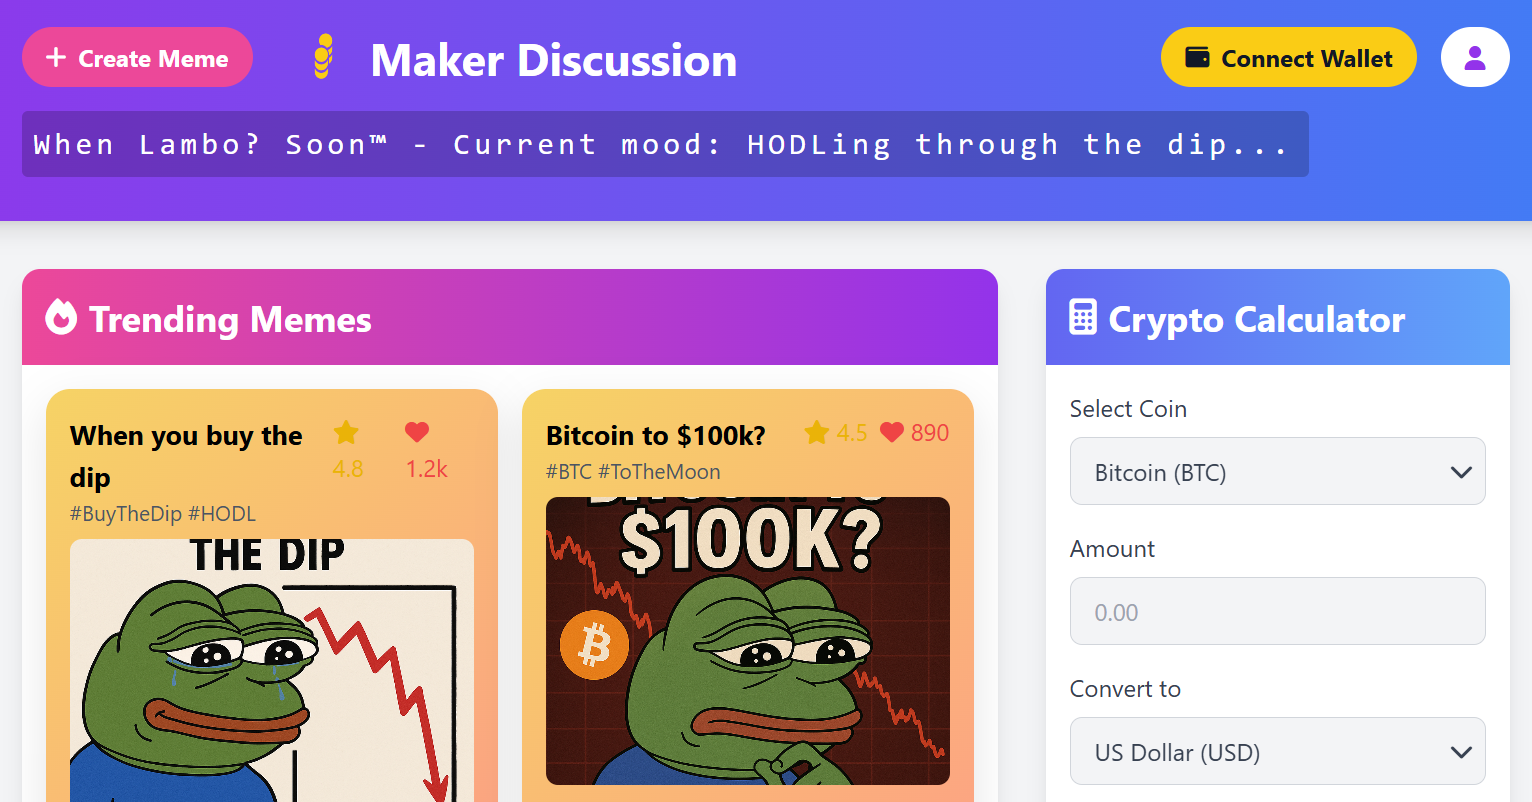 Create Meme
Maker Discussion
Connect Wallet
When Lambo? Soon™ - Current mood: HODLing through the dip...
Trending Memes
When you buy the
dip
4.8
1.2k
#BuyTheDip #HODL
THE DIP
Bitcoin to $100k?
4.5
890
#BTC #ToTheMoon
$100K?
Crypto Calculator
Select Coin
Bitcoin (BTC)
Amount
0.00
Convert to
US Dollar (USD)